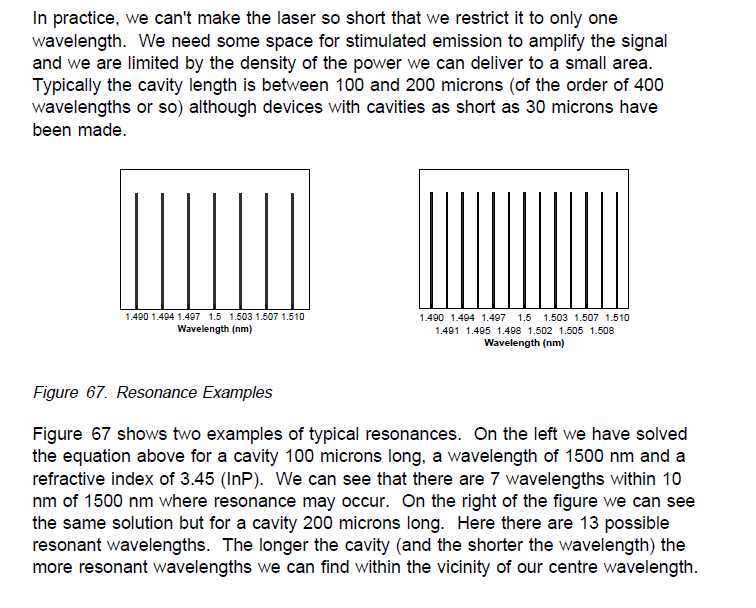 In practice, we can't make the laser so short that we restrict it to only one
wavelength. We need some space for stimulated emission to amplify the signal
and we are limited by the density of the power we can deliver to a small area.
Typically the cavity length is between 100 and 200 microns (of the order of 400
wavelengths or so) although devices with cavities as short as 30 microns have
been made.
1.490 1.494 1.497 1.5 1.503 1.507 1.510
Wavelength (nm)
1.490 1.494 1.497 1.5 1.503 1.507 1.510
1.491 1.495 1.498 1.502 1.505 1.508
Wavelength (nm)
Figure 67. Resonance Examples
Figure 67 shows two examples of typical resonances. On the left we have solved
the equation above for a cavity 100 microns long, a wavelength of 1500 nm and a
refractive index of 3.45 (InP). We can see that there are 7 wavelengths within 10
nm of 1500 nm where resonance may occur. On the right of the figure we can see
the same solution but for a cavity 200 microns long. Here there are 13 possible
resonant wavelengths. The longer the cavity (and the shorter the wavelength) the
more resonant wavelengths we can find within the vicinity of our centre wavelength.